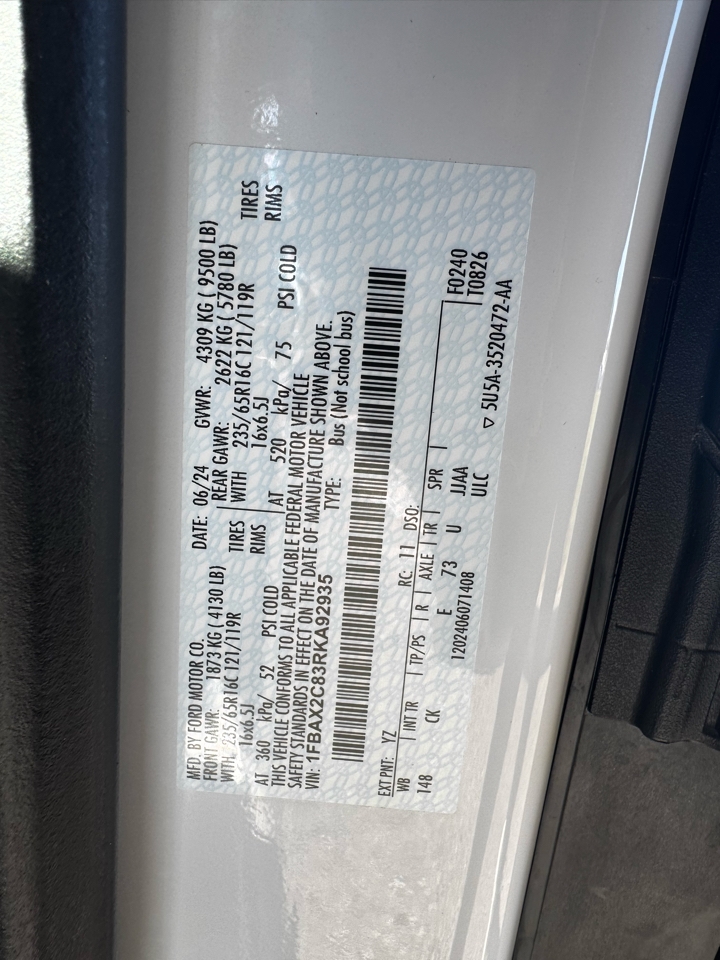 MFD. BY FORD MOTOR CO.
DATE: 06/24 GVWR: 4309 KG ( 9500 LB)
FRONT GAWR: 1873 KG ( 4130 LB)
REAR GAWR: 2622 KG ( 5780 LB)
WITH 235/65R16C 121/119R TIRES
WITH 235/65R16C 121/119R TIRES
16x6.5J RIMS
16x6.5J RIMS
AT 360 kPa/ 52 PSI COLD
AT 520 kPa/ 75 PSI COLD
THIS VEHICLE CONFORMS TO ALL APPLICABLE FEDERAL MOTOR VEHICLE
SAFETY STANDARDS IN EFFECT ON THE DATE OF MANUFACTURE SHOWN ABOVE.
VIN: 1FBAX2C83RKA92935 TYPE: Bus (Not school bus)
EXT PNT: YZ RC: 11 DSO:
WB INT TR TP/PS R AXLE TR SPR F0240
148 CK E 73 U JJAA T0826
1202406071408 ULC
▽ 5U5A-3520472-AA